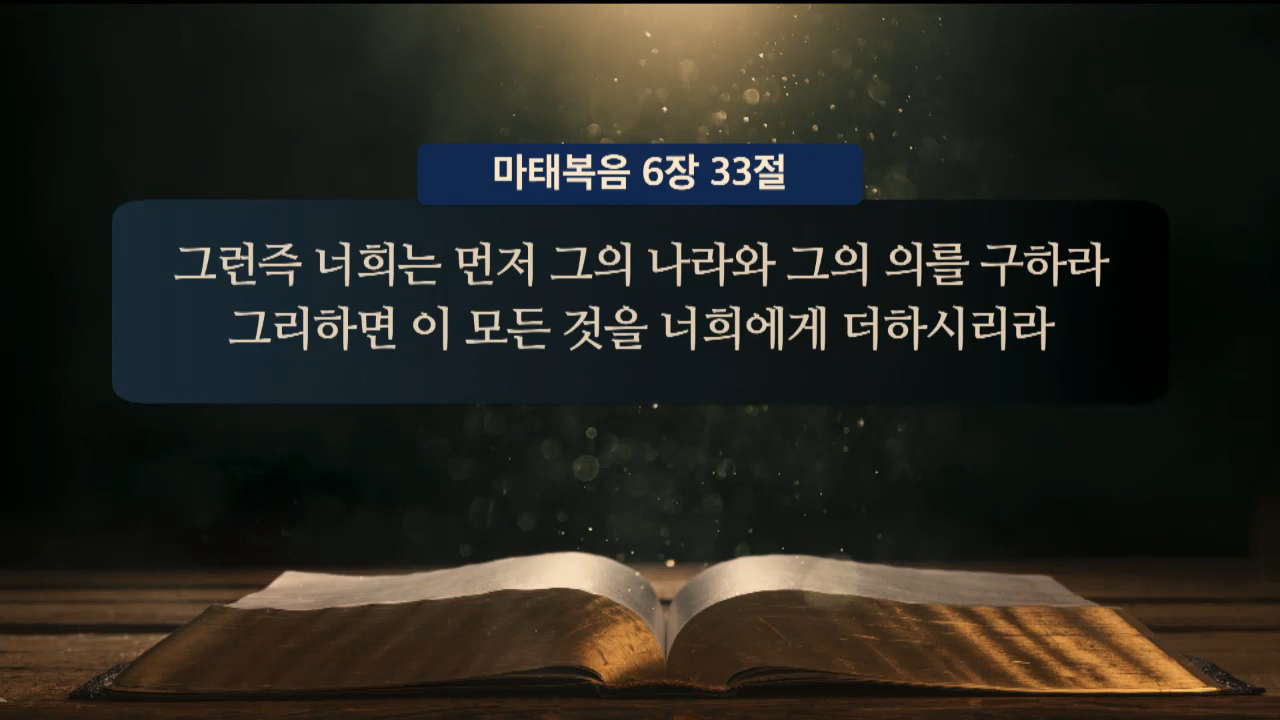 마태복음 6장 33절
그런즉 너희는 먼저 그의 나라와 그의 의를 구하라
그리하면 이 모든 것을 너희에게 더하시리라